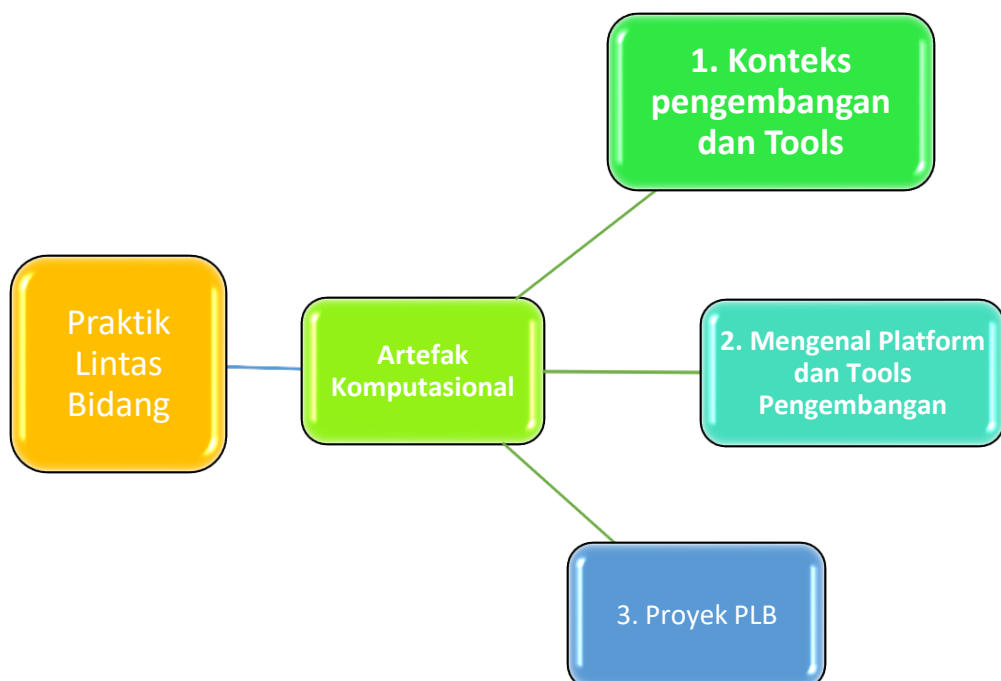 Praktik
Lintas
Bidang
Artefak
Komputasional
1. Konteks
pengembangan
dan Tools
2. Mengenal Platform
dan Tools
Pengembangan
3. Proyek PLB